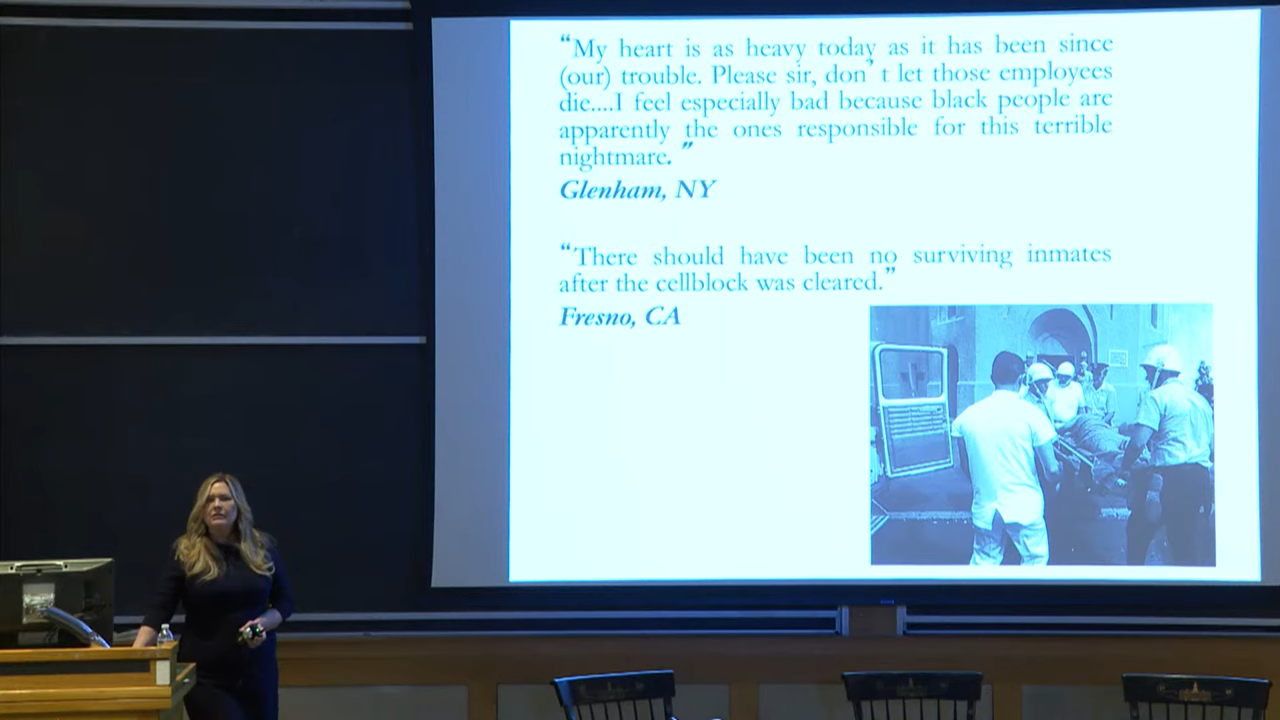 “My heart is as heavy today as it has been since
(our) trouble. Please sir, don’t let those employees
die....I feel especially bad because black people are
apparently the ones responsible for this terrible
nightmare.”
Glenham, NY
“There should have been no surviving inmates
after the cellblock was cleared.”
Fresno, CA